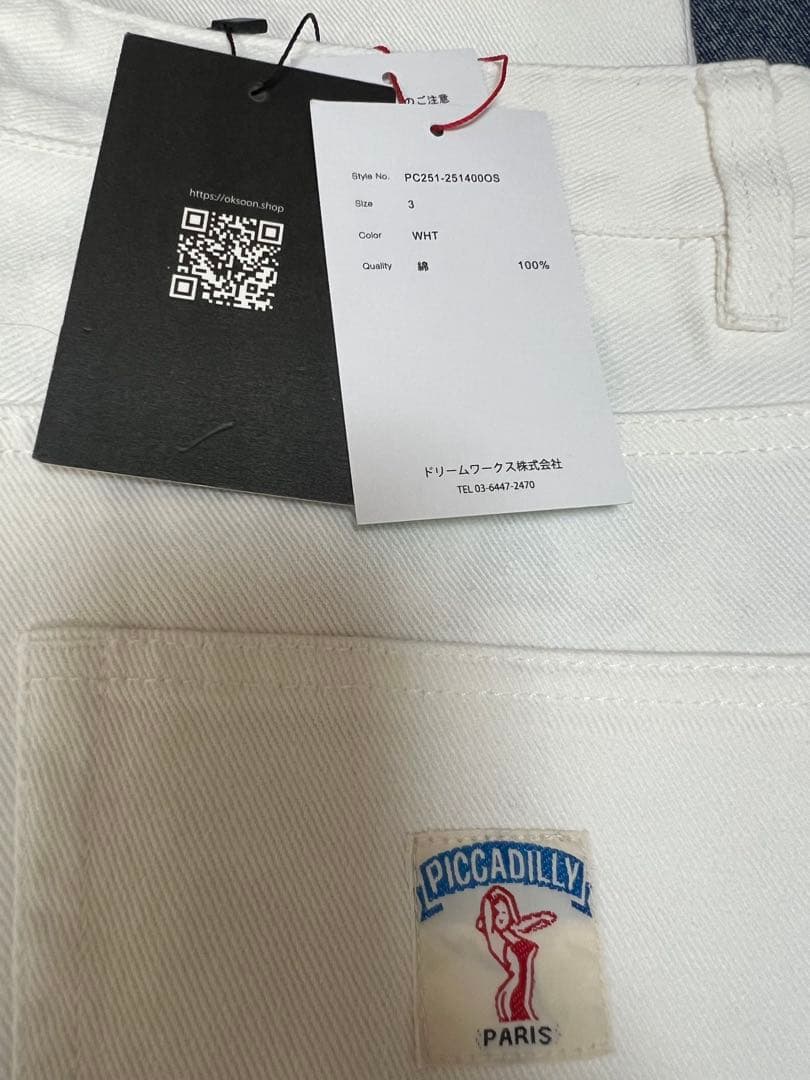 https://oksoon.shop
のご注意
Style No. PC251-251400OS
Size 3
Color WHT
Quality 綿 100%
ドリームワークス株式会社
TEL 03-6447-2470
PICCADILLY
PARIS